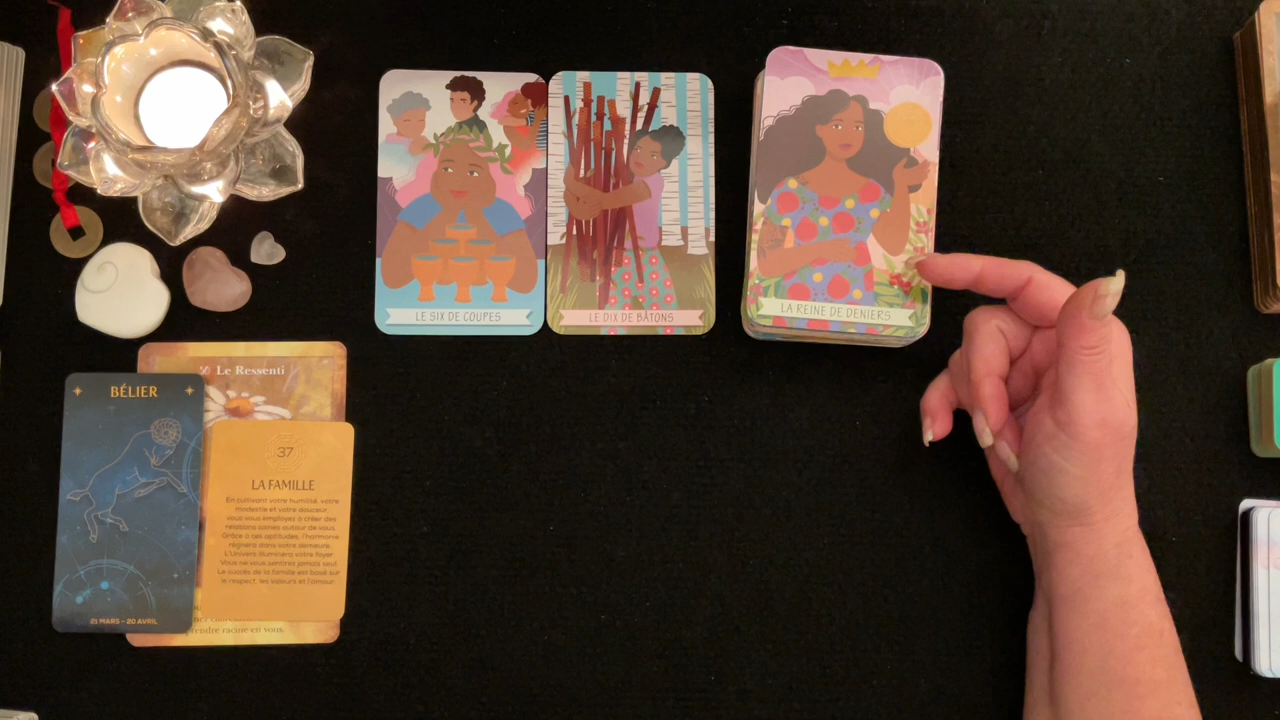 LE SIX DE COUPES
LE DIX DE BÂTONS
LA REINE DE DENIERS
Le Ressenti
BÉLIER
21 MARS - 20 AVRIL
37
LA FAMILLE
En cultivant votre humilité, votre
modestie et votre douceur
vous vous employez à créer des
relations saines autour de vous.
Grâce à ces aptitudes, l'harmonie
régnera dans votre demeure.
L'Univers illuminera votre foyer
Vous ne vous sentirez jamais seul
Le succès de la famille est basé sur
le respect, les valeurs et l'amour.
prendre racine en vous.